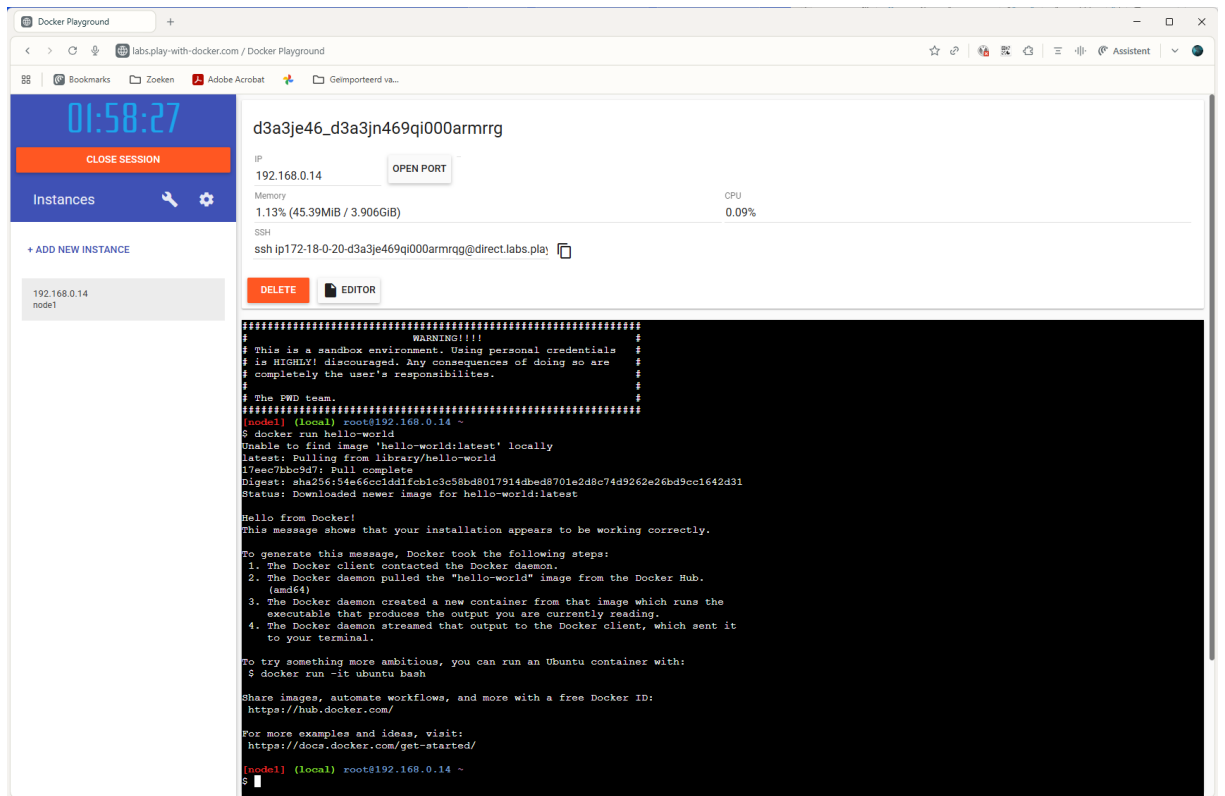 Docker Playground
labs.play-with-docker.com / Docker Playground
Assistent
Bookmarks
Zoeken
Adobe Acrobat
Geïmporteerd va...
01:58:27
CLOSE SESSION
Instances
+ ADD NEW INSTANCE
192.168.0.14
node1
d3a3je46_d3a3jn469qi000armrrg
IP
192.168.0.14
OPEN PORT
Memory
1.13% (45.39MiB / 3.906GiB)
CPU
0.09%
SSH
ssh ip172-18-0-20-d3a3je469qi000armrqg@direct.labs.play
DELETE
EDITOR
###############################################################
# WARNING!!!! #
# This is a sandbox environment. Using personal credentials #
# is HIGHLY! discouraged. Any consequences of doing so are #
# completely the user's responsibilites. #
# #
# The PWD team. #
###############################################################
[node1] (local) root@192.168.0.14 ~
$ docker run hello-world
Unable to find image 'hello-world:latest' locally
latest: Pulling from library/hello-world
17eec7bbc9d7: Pull complete
Digest: sha256:54e66cc1dd1fcb1c3c58bd8017914dbed8701e2d8c74d9262e26bd9cc1642d31
Status: Downloaded newer image for hello-world:latest
Hello from Docker!
This message shows that your installation appears to be working correctly.
To generate this message, Docker took the following steps:
1. The Docker client contacted the Docker daemon.
2. The Docker daemon pulled the "hello-world" image from the Docker Hub.
(amd64)
3. The Docker daemon created a new container from that image which runs the
executable that produces the output you are currently reading.
4. The Docker daemon streamed that output to the Docker client, which sent it
to your terminal.
To try something more ambitious, you can run an Ubuntu container with:
$ docker run -it ubuntu bash
Share images, automate workflows, and more with a free Docker ID:
https://hub.docker.com/
For more examples and ideas, visit:
https://docs.docker.com/get-started/
[node1] (local) root@192.168.0.14 ~
$